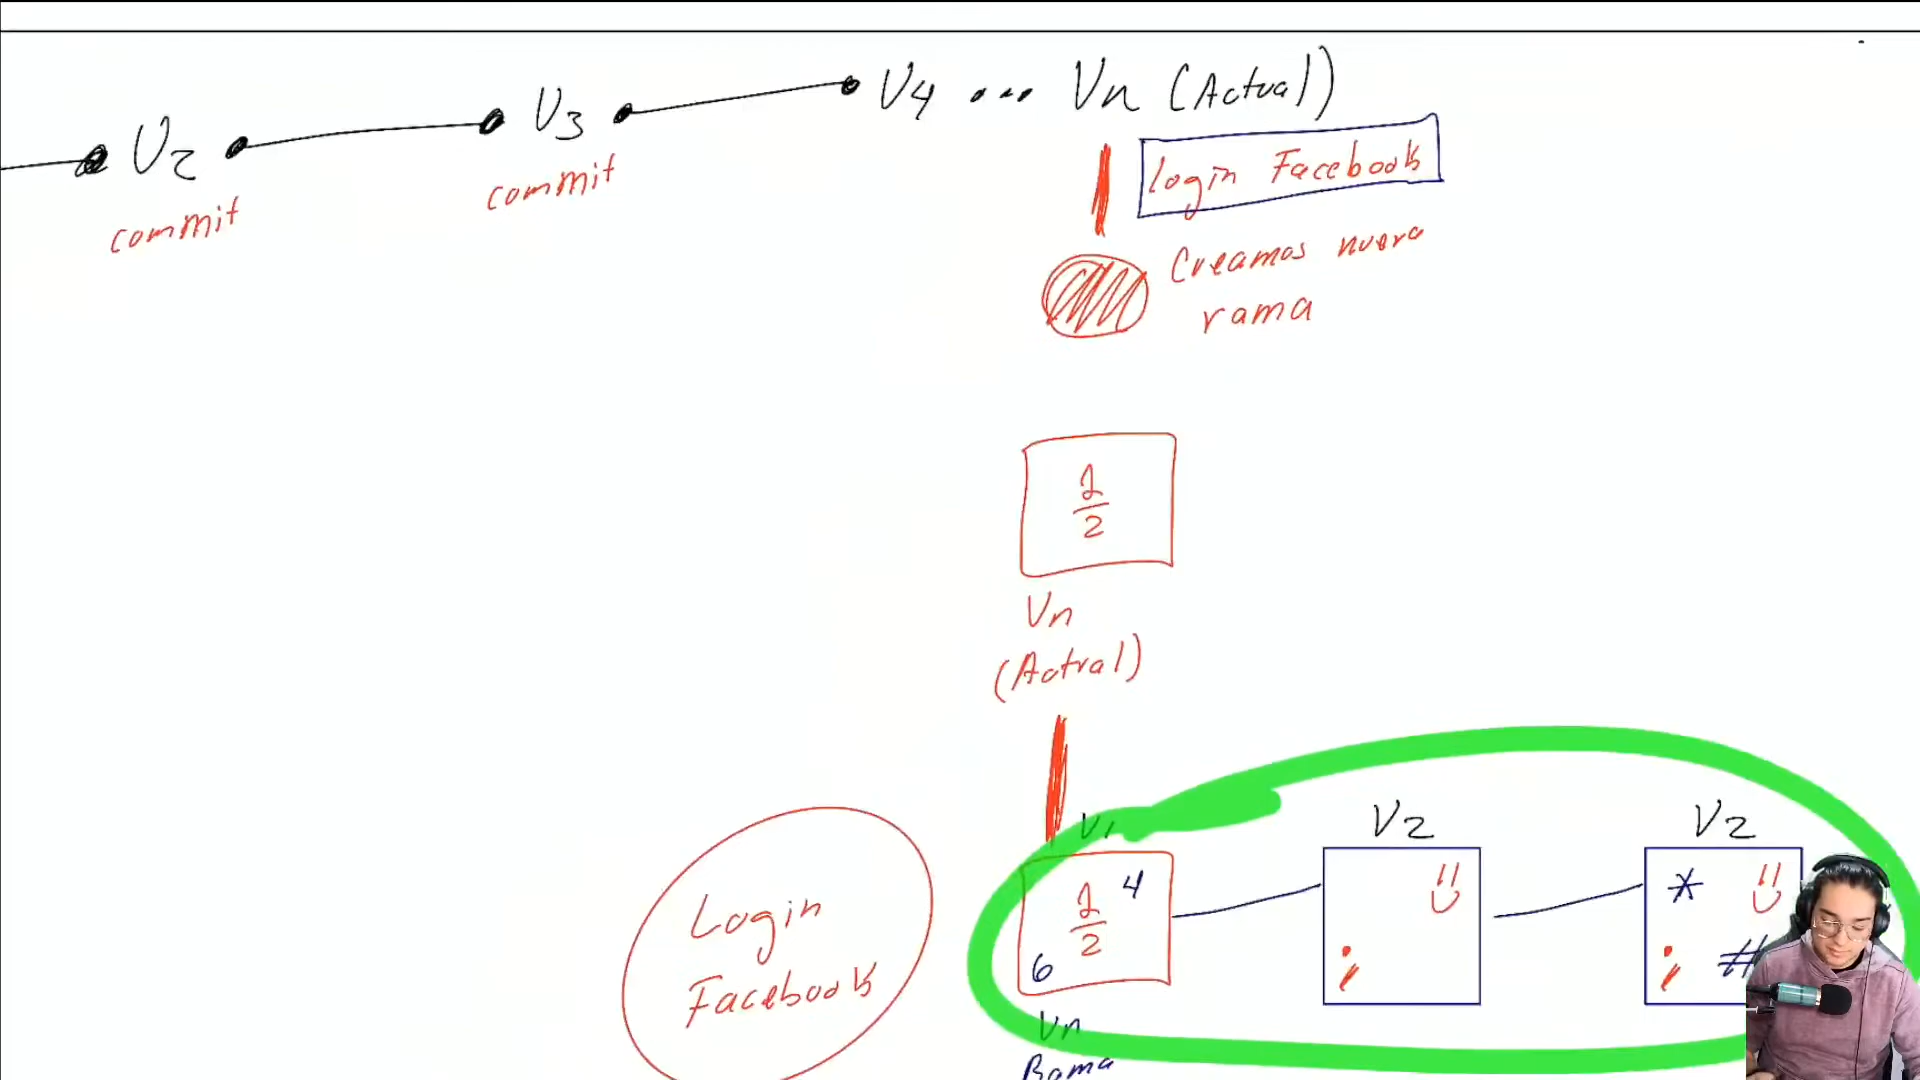 V2
commit
V3
commit
V4 ... Vn (Actual)
Login Facebook
Creamos nueva
rama
1
2
Vn
(Actual)
Login
Facebook
V1
1
2
4
6
Vn
Rama
V2
;
V2
*
;
#